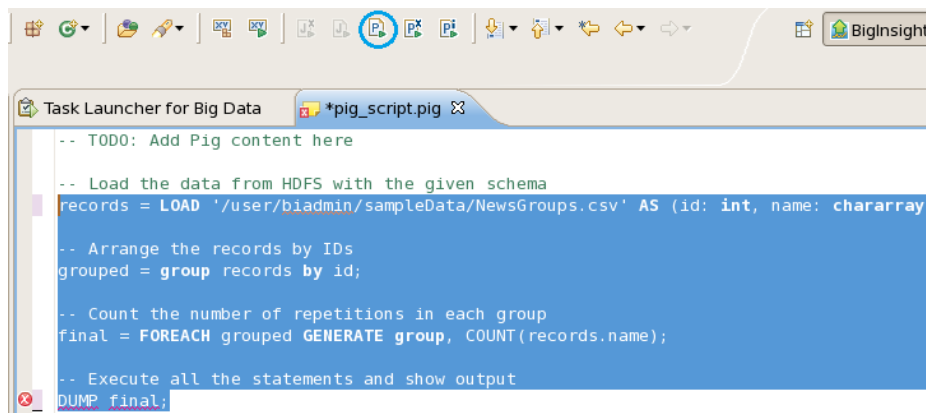 BigInsight
Task Launcher for Big Data
*pig_script.pig
-- TODO: Add Pig content here
-- Load the data from HDFS with the given schema
records = LOAD '/user/biadmin/sampleData/NewsGroups.csv' AS (id: int, name: chararray
-- Arrange the records by IDs
grouped = group records by id;
-- Count the number of repetitions in each group
final = FOREACH grouped GENERATE group, COUNT(records.name);
-- Execute all the statements and show output
DUMP final;